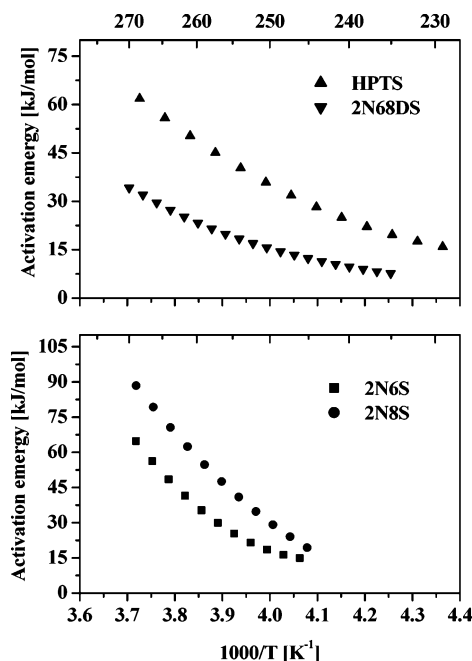 270 260 250 240 230
75
60
45
30
15
0
Activation emergy [kJ/mol]
HPTS
2N68DS
105
90
75
60
45
30
15
0
Activation emergy [kJ/mol]
2N6S
2N8S
3.6 3.7 3.8 3.9 4.0 4.1 4.2 4.3 4.4
1000/T [K-1]